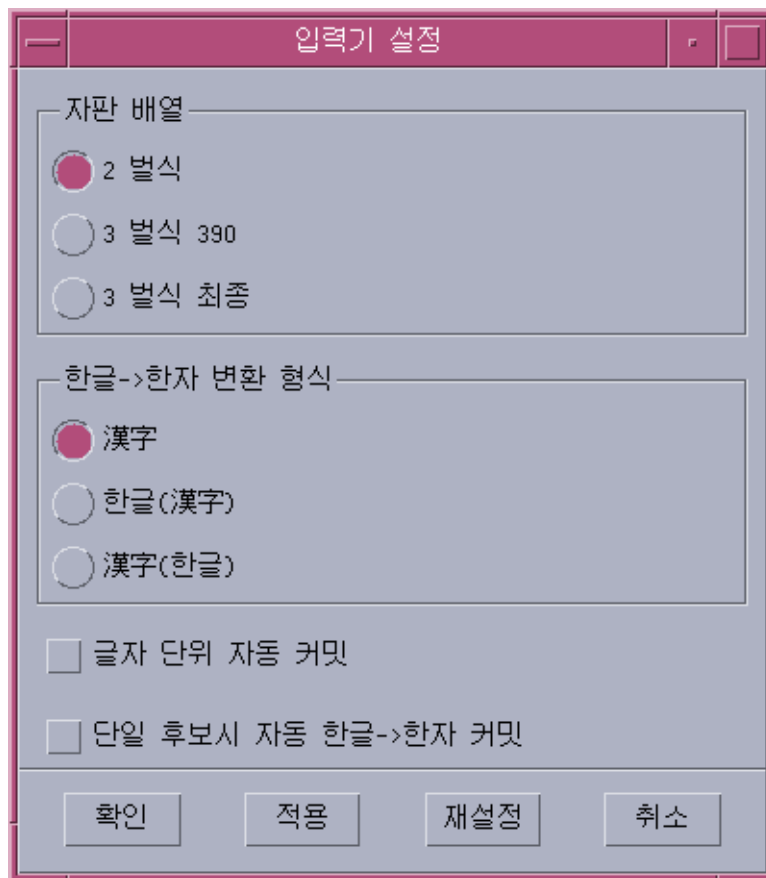 입력기 설정
자판 배열
2 벌식
3 벌식 390
3 벌식 최종
한글->한자 변환 형식
漢字
한글(漢字)
漢字(한글)
글자 단위 자동 커밋
단일 후보시 자동 한글->한자 커밋
확인 적용 재설정 취소